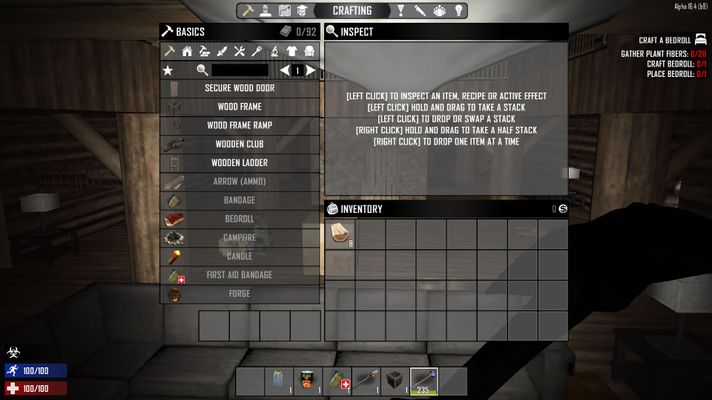 CRAFTING
Alpha 16.4 (b8)
BASICS
0/92
INSPECT
CRAFT A BEDROLL
GATHER PLANT FIBERS: 0/20
CRAFT BEDROLL: 0/1
PLACE BEDROLL: 0/1
1
SECURE WOOD DOOR
WOOD FRAME
WOOD FRAME RAMP
WOODEN CLUB
WOODEN LADDER
ARROW (AMMO)
BANDAGE
BEDROLL
CAMPFIRE
CANDLE
FIRST AID BANDAGE
FORGE
[LEFT CLICK] TO INSPECT AN ITEM, RECIPE OR ACTIVE EFFECT
[LEFT CLICK] HOLD AND DRAG TO TAKE A STACK
[LEFT CLICK] TO DROP OR SWAP A STACK
[RIGHT CLICK] HOLD AND DRAG TO TAKE A HALF STACK
[RIGHT CLICK] TO DROP ONE ITEM AT A TIME
INVENTORY
0
8
100/100
100/100
1
1
1
1
1
235